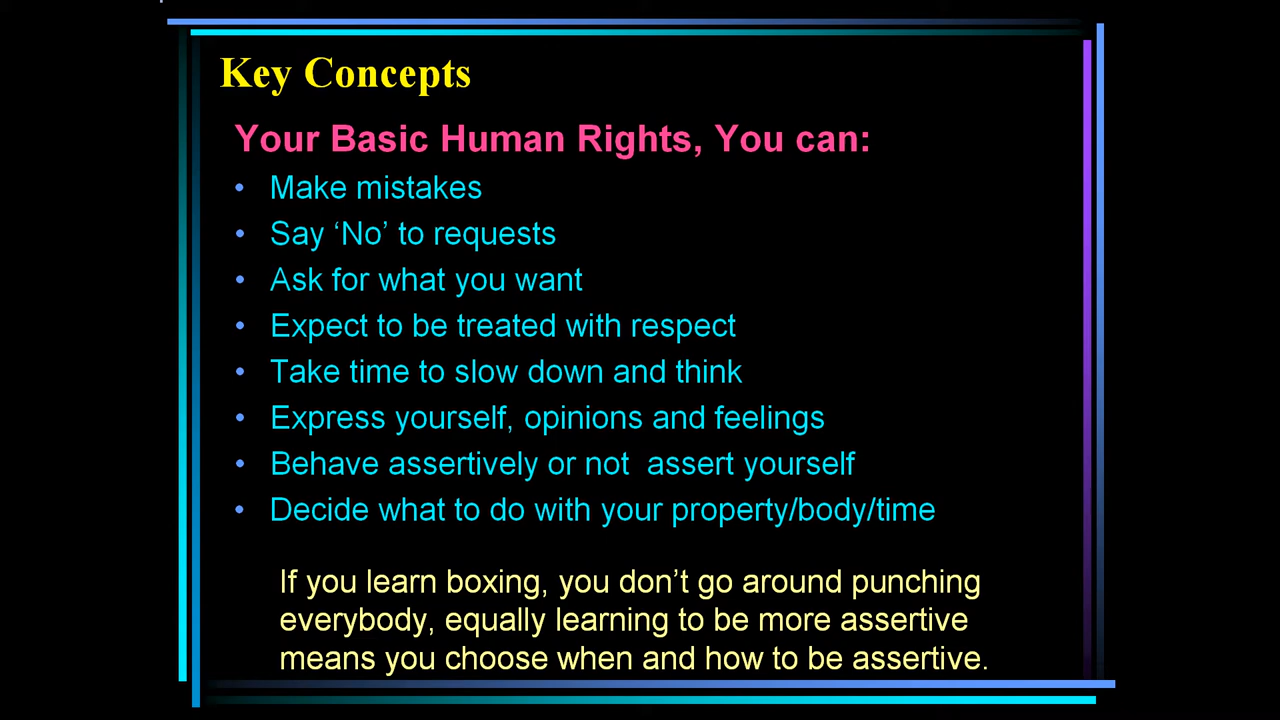 Key Concepts
Your Basic Human Rights, You can:
• Make mistakes
• Say ‘No’ to requests
• Ask for what you want
• Expect to be treated with respect
• Take time to slow down and think
• Express yourself, opinions and feelings
• Behave assertively or not  assert yourself
• Decide what to do with your property/body/time
If you learn boxing, you don’t go around punching
everybody, equally learning to be more assertive
means you choose when and how to be assertive.